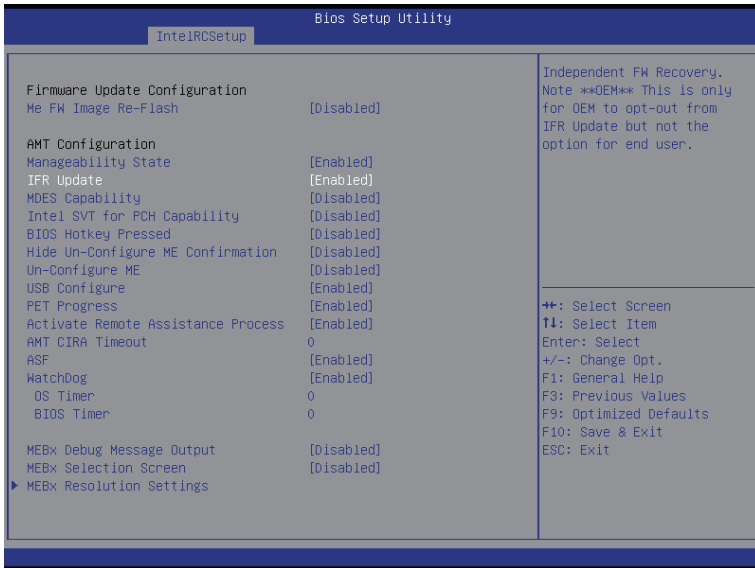 Bios Setup Utility
IntelRCSetup
Firmware Update Configuration
Me FW Image Re-Flash [Disabled]
AMT Configuration
Manageability State [Enabled]
IFR Update [Enabled]
MDES Capability [Disabled]
Intel SVT for PCH Capability [Disabled]
BIOS Hotkey Pressed [Disabled]
Hide Un-Configure ME Confirmation [Disabled]
Un-Configure ME [Disabled]
USB Configure [Enabled]
PET Progress [Enabled]
Activate Remote Assistance Process [Enabled]
AMT CIRA Timeout 0
ASF [Enabled]
WatchDog [Enabled]
OS Timer 0
BIOS Timer 0
MEBx Debug Message Output [Disabled]
MEBx Selection Screen [Disabled]
MEBx Resolution Settings
Independent FW Recovery.
Note **OEM** This is only
for OEM to opt-out from
IFR Update but not the
option for end user.
→←: Select Screen
↑↓: Select Item
Enter: Select
+/-: Change Opt.
F1: General Help
F3: Previous Values
F9: Optimized Defaults
F10: Save & Exit
ESC: Exit